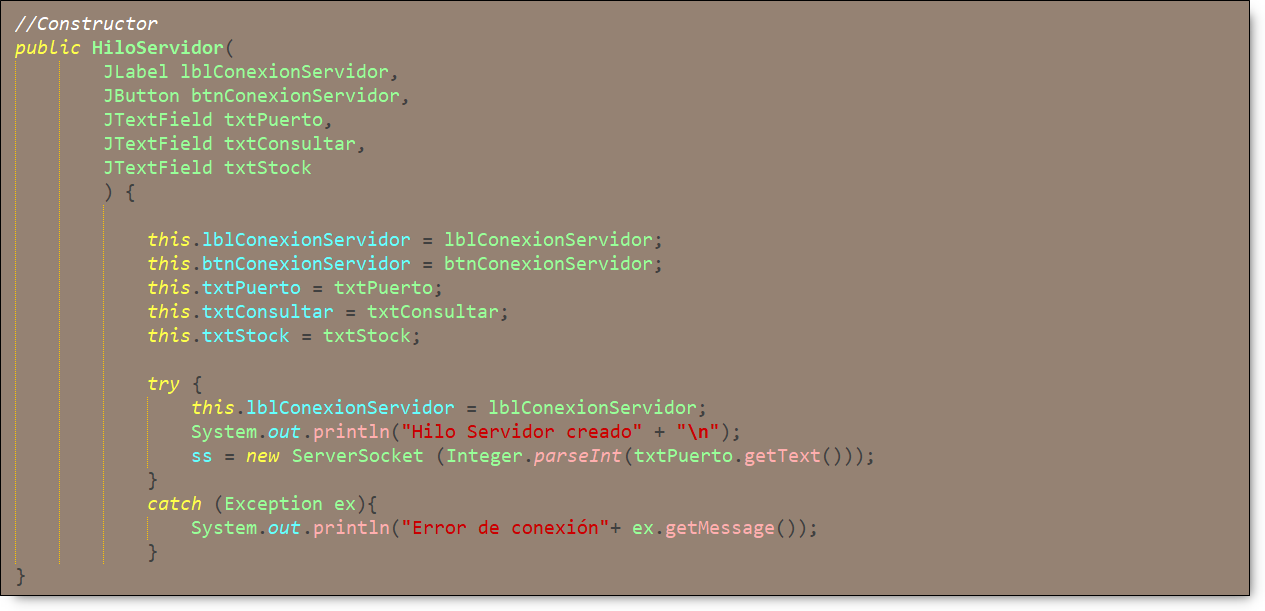 //Constructor
public HiloServidor(
JLabel lblConexionServidor,
JButton btnConexionServidor,
JTextField txtPuerto,
JTextField txtConsultar,
JTextField txtStock
) {
this.lblConexionServidor = lblConexionServidor;
this.btnConexionServidor = btnConexionServidor;
this.txtPuerto = txtPuerto;
this.txtConsultar = txtConsultar;
this.txtStock = txtStock;
try {
this.lblConexionServidor = lblConexionServidor;
System.out.println("Hilo Servidor creado" + "\n");
ss = new ServerSocket (Integer.parseInt(txtPuerto.getText()));
}
catch (Exception ex){
System.out.println("Error de conexión"+ ex.getMessage());
}
}